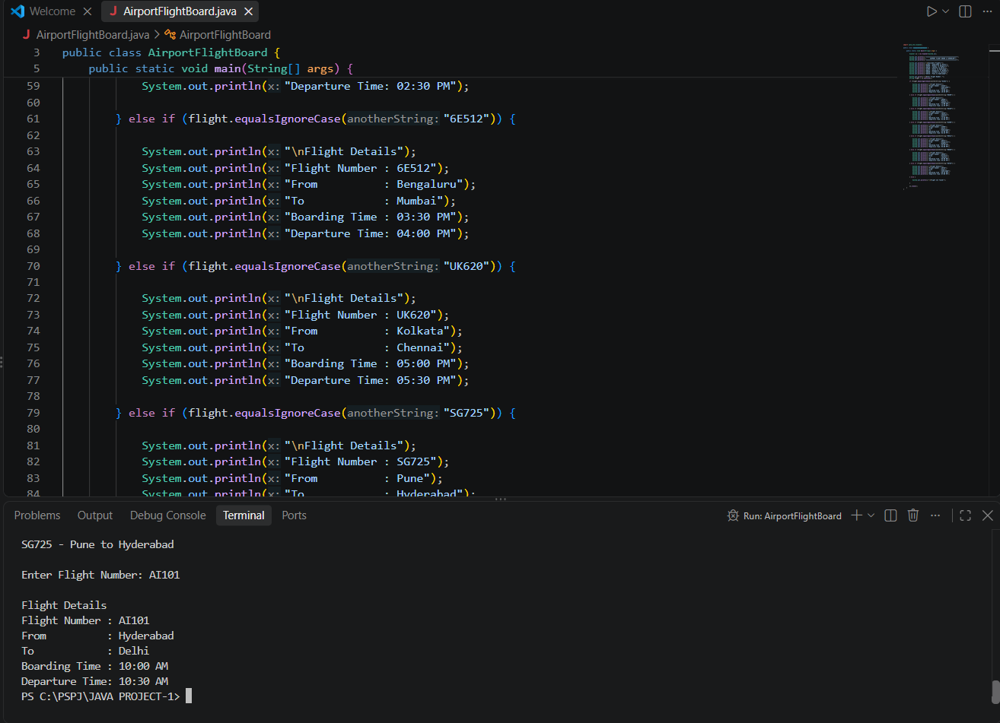 Welcome
AirportFlightBoard.java
AirportFlightBoard.java > AirportFlightBoard
3 public class AirportFlightBoard {
5 public static void main(String[] args) {
59 System.out.println(x: "Departure Time: 02:30 PM");
60
61 } else if (flight.equalsIgnoreCase(anotherString: "6E512")) {
62
63 System.out.println(x: "\nFlight Details");
64 System.out.println(x: "Flight Number : 6E512");
65 System.out.println(x: "From          : Bengaluru");
66 System.out.println(x: "To            : Mumbai");
67 System.out.println(x: "Boarding Time : 03:30 PM");
68 System.out.println(x: "Departure Time: 04:00 PM");
69
70 } else if (flight.equalsIgnoreCase(anotherString: "UK620")) {
71
72 System.out.println(x: "\nFlight Details");
73 System.out.println(x: "Flight Number : UK620");
74 System.out.println(x: "From          : Kolkata");
75 System.out.println(x: "To            : Chennai");
76 System.out.println(x: "Boarding Time : 05:00 PM");
77 System.out.println(x: "Departure Time: 05:30 PM");
78
79 } else if (flight.equalsIgnoreCase(anotherString: "SG725")) {
80
81 System.out.println(x: "\nFlight Details");
82 System.out.println(x: "Flight Number : SG725");
83 System.out.println(x: "From          : Pune");
84 System.out.println(x: "To            : Hyderabad");
Problems Output Debug Console Terminal Ports
Run: AirportFlightBoard
SG725 - Pune to Hyderabad
Enter Flight Number: AI101
Flight Details
Flight Number : AI101
From          : Hyderabad
To            : Delhi
Boarding Time : 10:00 AM
Departure Time: 10:30 AM
PS C:\PSPJ\JAVA PROJECT-1>